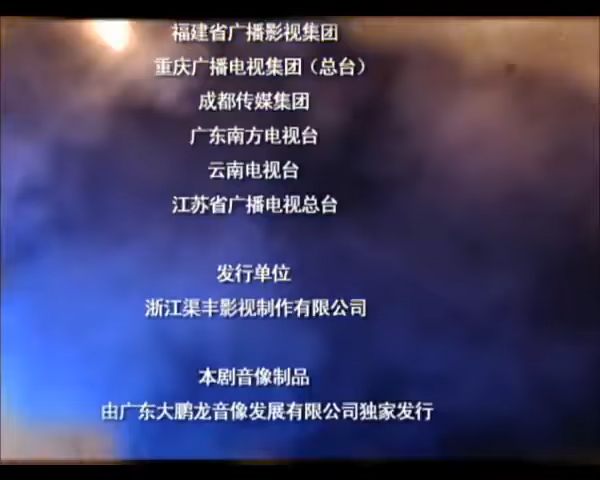 福建省广播影视集团
重庆广播电视集团（总台）
成都传媒集团
广东南方电视台
云南电视台
江苏省广播电视总台
发行单位
浙江渠丰影视制作有限公司
本剧音像制品
由广东大鹏龙音像发展有限公司独家发行